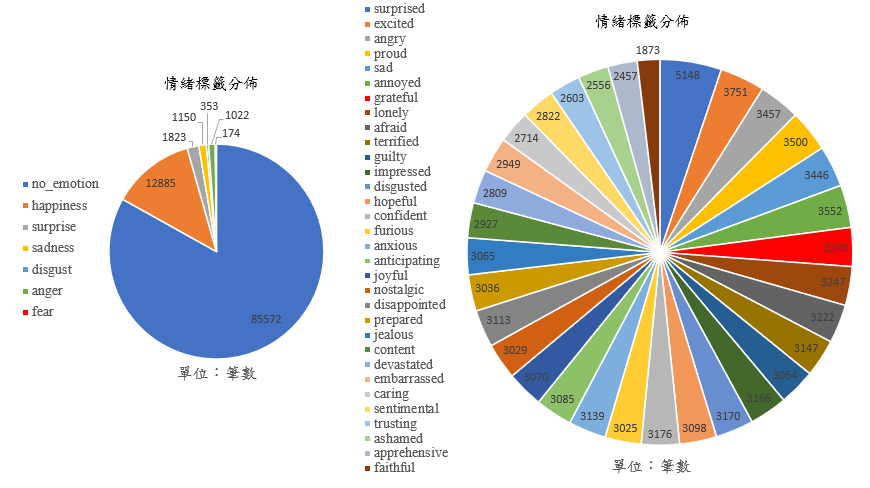 情緒標籤分佈
353
1022
1150
174
1823
12885
85572
no_emotion
happiness
surprise
sadness
disgust
anger
fear
單位：筆數
surprised
excited
angry
proud
sad
annoyed
grateful
lonely
afraid
terrified
guilty
impressed
disgusted
hopeful
confident
furious
anxious
anticipating
joyful
nostalgic
disappointed
prepared
jealous
content
devastated
embarrassed
caring
sentimental
trusting
ashamed
apprehensive
faithful
情緒標籤分佈
5148
3751
3457
3500
3446
3552
3240
3247
3222
3147
3054
3166
3170
3098
3176
3025
3139
3085
3070
3029
3113
3036
3065
2927
2809
2949
2714
2822
2603
2556
2457
1873
單位：筆數